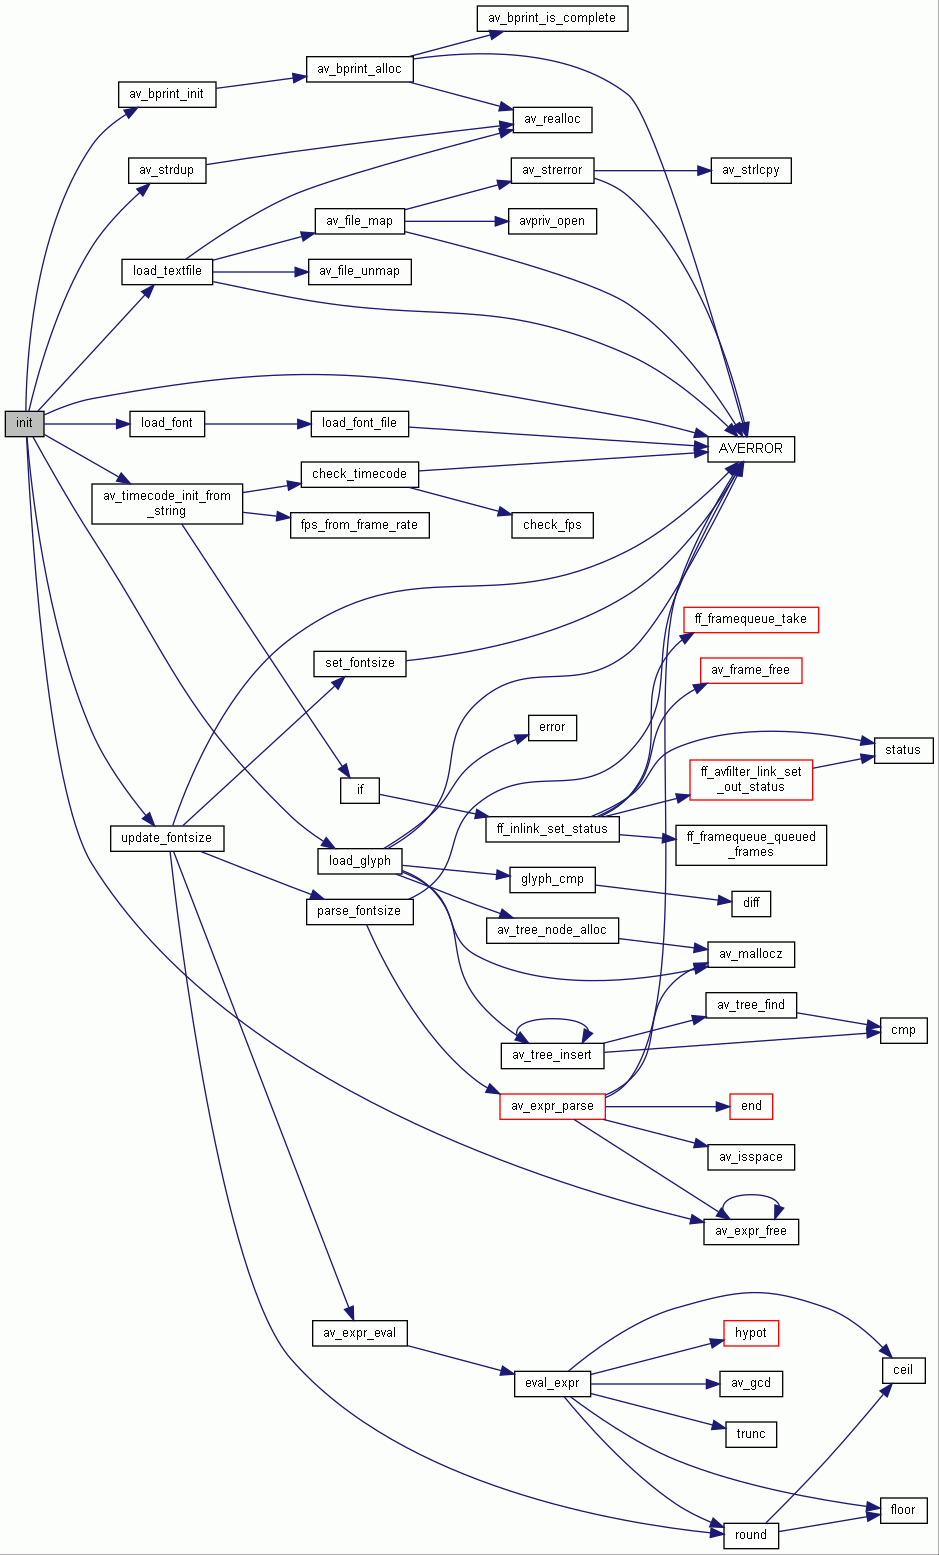 av_bprint_is_complete
av_bprint_alloc
av_bprint_init
av_realloc
av_strdup
av_strerror
av_strlcpy
av_file_map
avpriv_open
load_textfile
av_file_unmap
init
load_font
load_font_file
AVERROR
check_timecode
av_timecode_init_from
_string
fps_from_frame_rate
check_fps
ff_framequeue_take
set_fontsize
av_frame_free
error
status
ff_avfilter_link_set
_out_status
if
ff_inlink_set_status
update_fontsize
ff_framequeue_queued
_frames
load_glyph
glyph_cmp
diff
parse_fontsize
av_tree_node_alloc
av_mallocz
av_tree_find
cmp
av_tree_insert
av_expr_parse
end
av_isspace
av_expr_free
av_expr_eval
hypot
ceil
eval_expr
av_gcd
trunc
floor
round